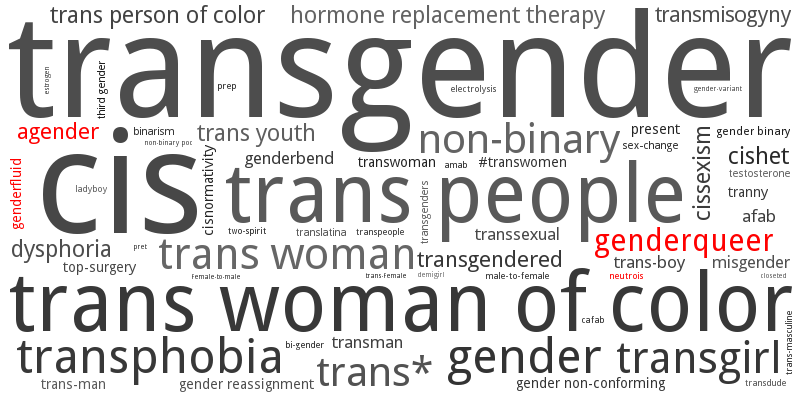 trans person of color
hormone replacement therapy
transmisogyny
transgender
estrogen
third gender
prep
electrolysis
gender-variant
agender
binarism
non-binary poc
trans youth
non-binary
present
gender binary
sex-change
cis
genderfluid
ladyboy
cisnormativity
genderbend
transwoman
amab
#transwomen
cissexism
cishet
testosterone
trans people
transgenders
tranny
afab
two-spirit
translatina
transpeople
transsexual
genderqueer
dysphoria
pret
trans woman
transgendered
trans-boy
misgender
top-surgery
female-to-male
trans-female
demigirl
male-to-female
neutrois
closeted
trans woman of color
cafab
trans-masculine
transphobia
bi-gender
transman
gender
transgirl
trans-man
gender reassignment
trans*
gender non-conforming
transdude